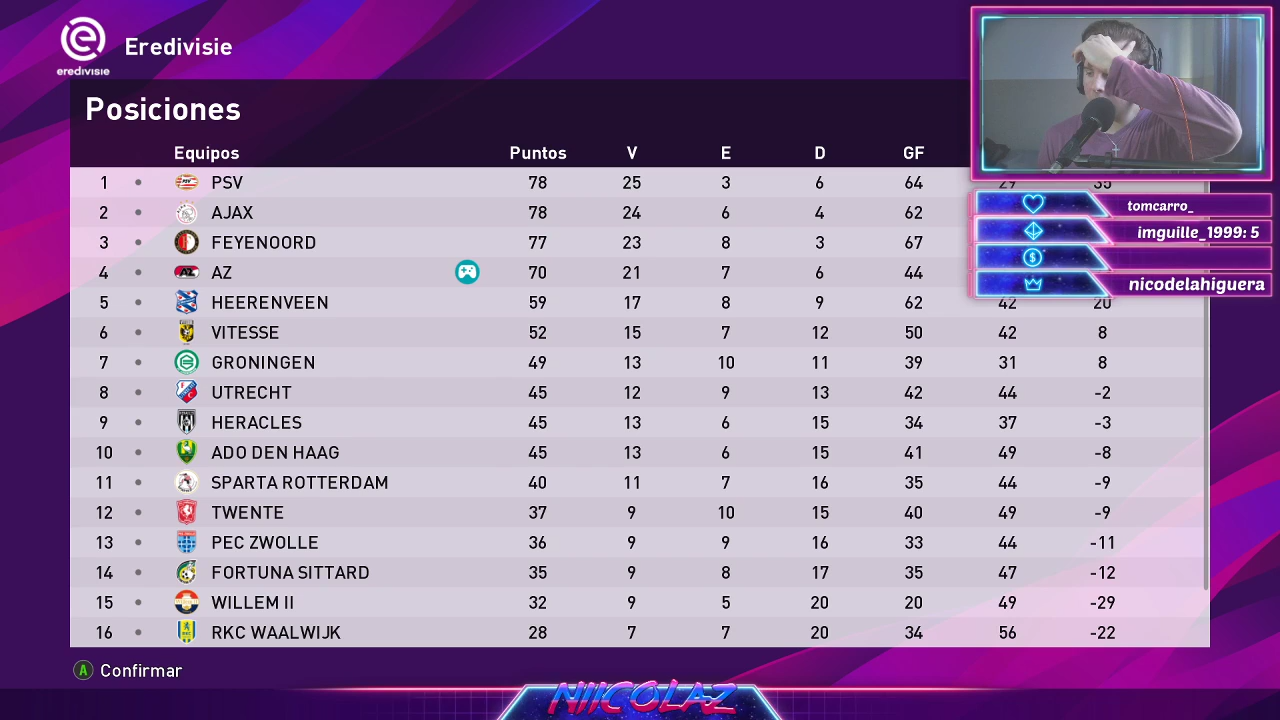 eredivisie
Eredivisie
Posiciones
Equipos Puntos V E D GF
1 PSV 78 25 3 6 64 29 35
2 AJAX 78 24 6 4 62
3 FEYENOORD 77 23 8 3 67
4 AZ 70 21 7 6 44
5 HEERENVEEN 59 17 8 9 62 42 20
6 VITESSE 52 15 7 12 50 42 8
7 GRONINGEN 49 13 10 11 39 31 8
8 UTRECHT 45 12 9 13 42 44 -2
9 HERACLES 45 13 6 15 34 37 -3
10 ADO DEN HAAG 45 13 6 15 41 49 -8
11 SPARTA ROTTERDAM 40 11 7 16 35 44 -9
12 TWENTE 37 9 10 15 40 49 -9
13 PEC ZWOLLE 36 9 9 16 33 44 -11
14 FORTUNA SITTARD 35 9 8 17 35 47 -12
15 WILLEM II 32 9 5 20 20 49 -29
16 RKC WAALWIJK 28 7 7 20 34 56 -22
tomcarro_
imguille_1999: 5
nicodelahiguera
A Confirmar
NIICOLAZ